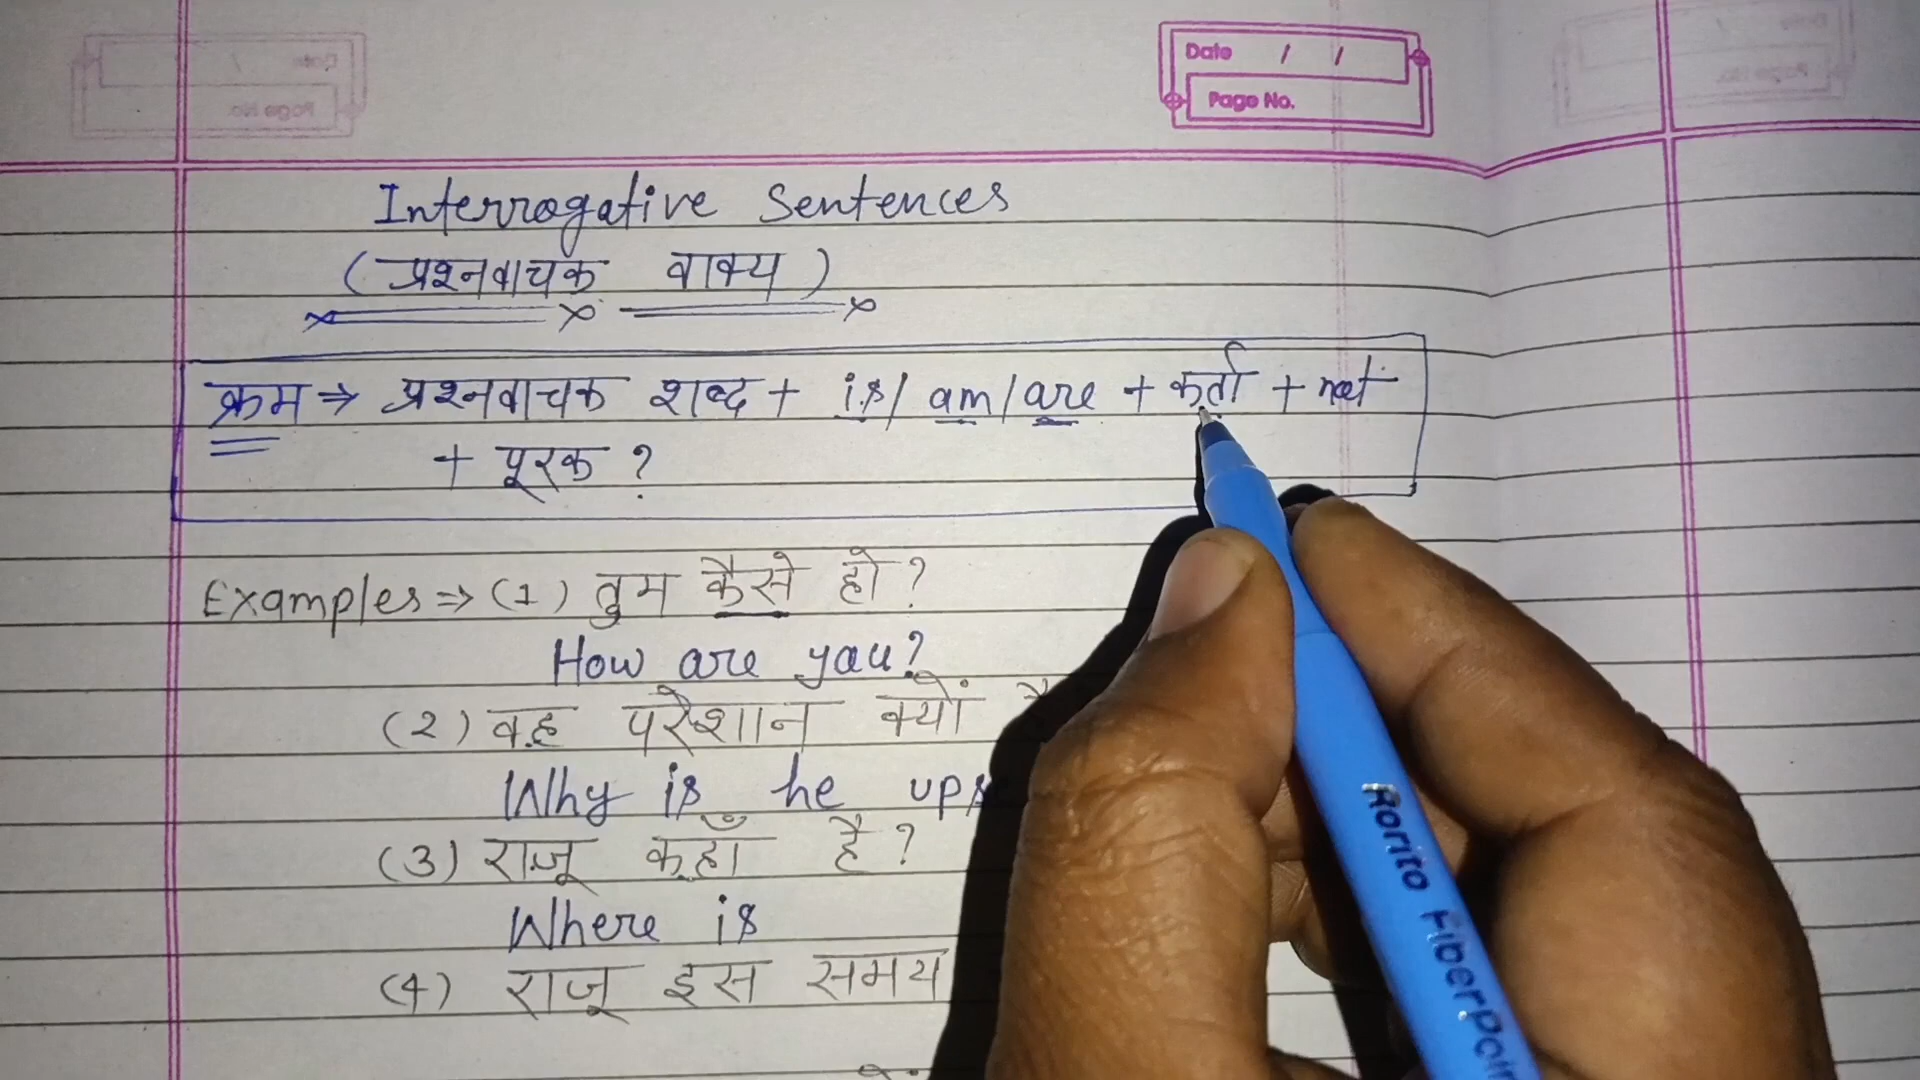 Date / /
Page No.
Interrogative Sentences
(प्रश्नवाचक वाक्य)
क्रम ⇒ प्रश्नवाचक शब्द + is/am/are + कर्ता + not
+ पूरक ?
Examples ⇒ (1) तुम कैसे हो ?
How are you?
(2) वह परेशान क्यों
Why is he
(3) राजू कहाँ है ?
Where is
(4) राजू इस समय
Rorito FiberPoin